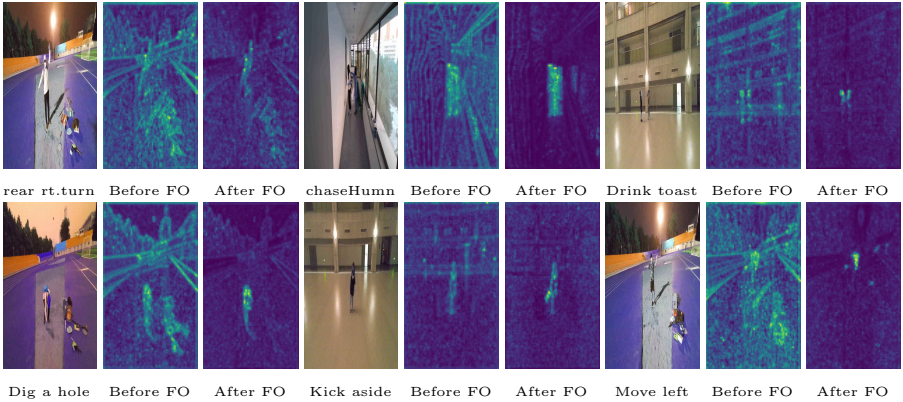 rear rt.turn Before FO After FO chaseHumn Before FO After FO Drink toast Before FO After FO
Dig a hole Before FO After FO Kick aside Before FO After FO Move left Before FO After FO